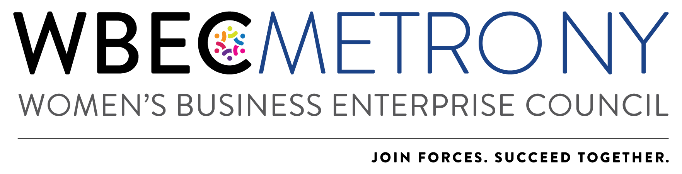 WBECMETRO NY
WOMEN'S BUSINESS ENTERPRISE COUNCIL
JOIN FORCES. SUCCEED TOGETHER.